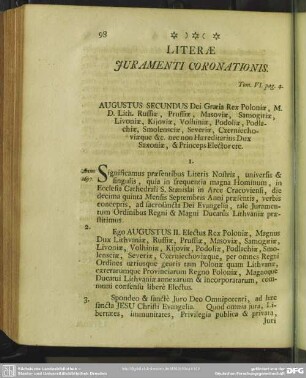 98
LITERÆ
JURAMENTI CORONATIONIS.
Tom. VI. pag. 4.
AUGUSTUS SECUNDUS Dei Gratia Rex Poloniæ, M.
D. Lith. Russiæ, Prussiæ, Mazoviæ, Samogitiæ,
Livoniæ, Kijoviæ, Volhiniæ, Podoliæ, Podla-
chiæ, Smolensciæ, Severiæ, Czerniecho-
viæque &c. nec non Hæreditarius Dux
Saxoniæ, & Princeps Elector etc.
1.
Significamus præsentibus Literis Nostris, universis &
singulis, quia in frequentia magna Hominum, in
Ecclesia Cathedrali S. Stanislai in Arce Cracoviensi, die
decima quinta Mensis Septembris Anni præsentis, verbis
conceptis, ad sacrosancta Dei Evangelia, tale Juramen-
tum Ordinibus Regni & Magni Ducatus Lithvaniæ præ-
stitimus.
2.
Ego AUGUSTUS II. Electus Rex Poloniæ, Magnus
Dux Lithvaniæ, Russiæ, Prussiæ, Mazoviæ, Samogitiæ,
Livoniæ, Volhiniæ, Kijoviæ, Podoliæ, Podlachiæ, Smo-
lensciæ, Severiæ, Czerniechoviæque, per omnes Regni
Ordines utriusque gentis tam Polonæ quam Lithvanæ,
cæterarumque Provinciarum Regno Poloniæ, Magnoque
Ducatui Lithvaniæ annexarum & incorporatarum, com-
muni consensu liberè Electus.
3. Spondeo & sanctè Juro Deo Omnipotenti, ad hæc
sancta JESU Christi Evangelia. Quod omnia jura, Li-
bertates, immunitates, Privilegia publica & privata,
Juri